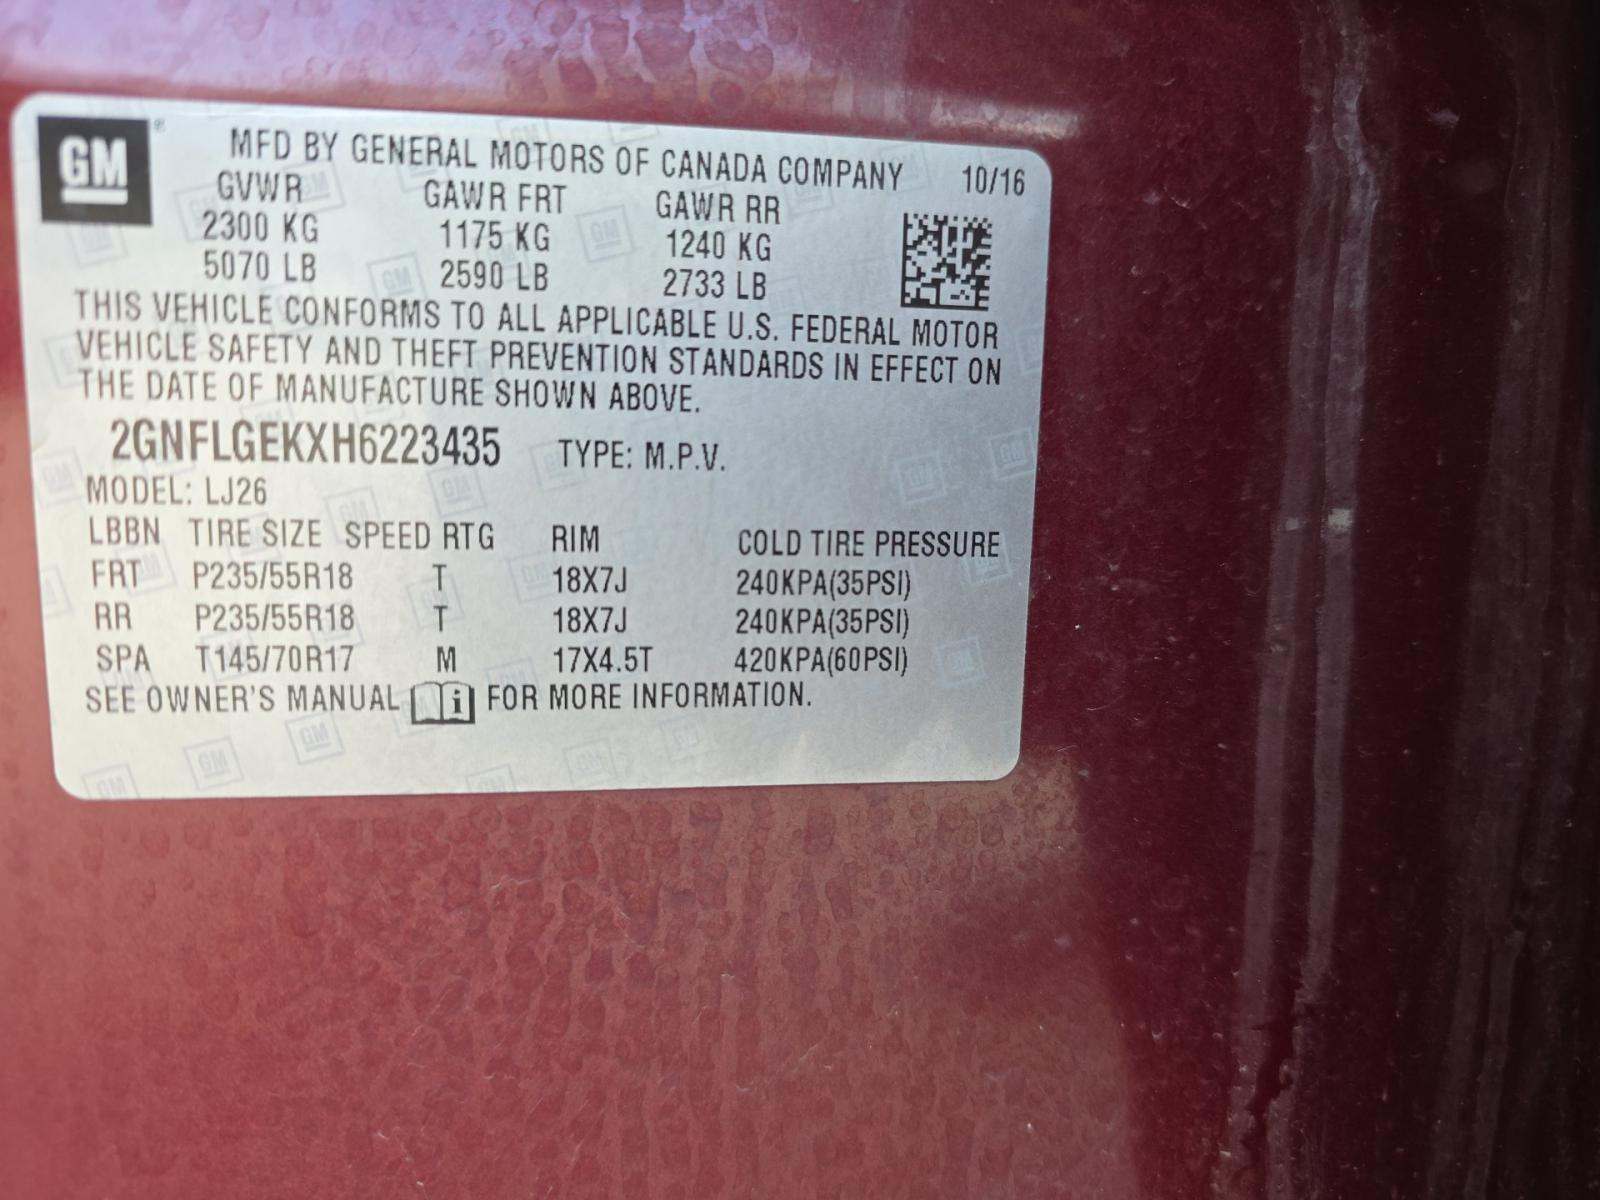 GM ® MFD BY GENERAL MOTORS OF CANADA COMPANY 10/16
GVWR GAWR FRT GAWR RR
2300 KG 1175 KG 1240 KG
5070 LB 2590 LB 2733 LB
THIS VEHICLE CONFORMS TO ALL APPLICABLE U.S. FEDERAL MOTOR
VEHICLE SAFETY AND THEFT PREVENTION STANDARDS IN EFFECT ON
THE DATE OF MANUFACTURE SHOWN ABOVE.
2GNFLGEKXH6223435 TYPE: M.P.V.
MODEL: LJ26
LBBN TIRE SIZE SPEED RTG RIM COLD TIRE PRESSURE
FRT P235/55R18 T 18X7J 240KPA(35PSI)
RR P235/55R18 T 18X7J 240KPA(35PSI)
SPA T145/70R17 M 17X4.5T 420KPA(60PSI)
SEE OWNER'S MANUAL i FOR MORE INFORMATION.